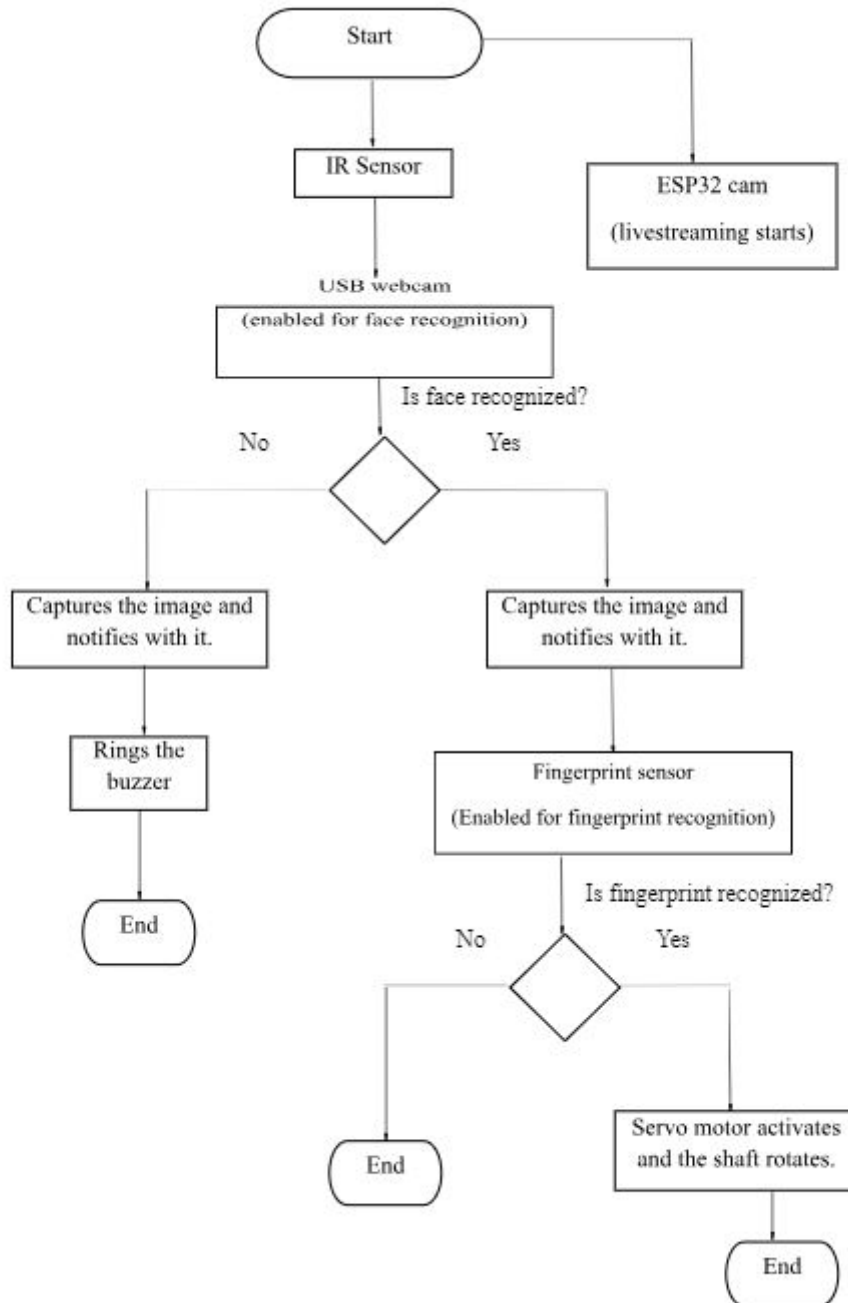 Start
IR Sensor
ESP32 cam
(livestreaming starts)
USB webcam
(enabled for face recognition)
Is face recognized?
No
Yes
Captures the image and
notifies with it.
Captures the image and
notifies with it.
Rings the
buzzer
Fingerprint sensor
(Enabled for fingerprint recognition)
End
Is fingerprint recognized?
No
Yes
End
Servo motor activates
and the shaft rotates.
End